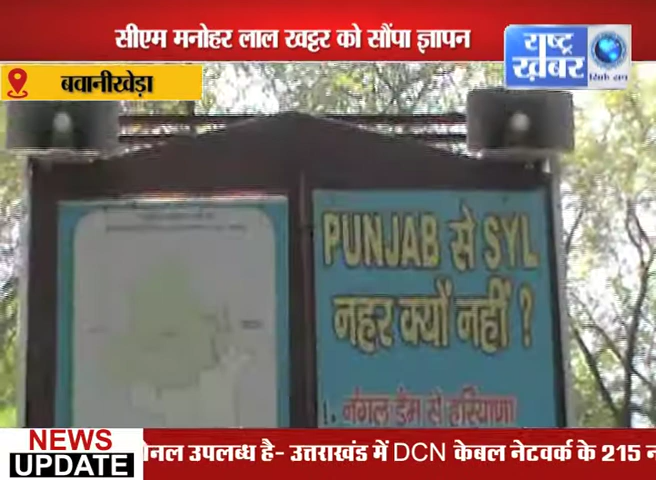 सीएम मनोहर लाल खट्टर को सौंपा ज्ञापन
राष्ट्र
खबर
बवानीखेड़ा
PUNJAB से SYL
नहर क्यों नहीं ?
1. नंगल डैम से हरियाणा
NEWS
UPDATE
नल उपलब्ध है- उत्तराखंड में DCN केबल नेटवर्क के 215 न